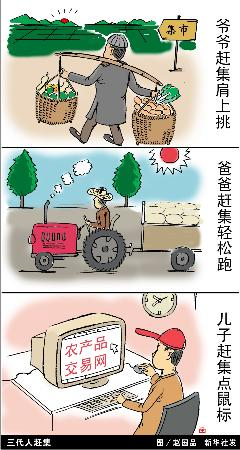 集市
爷爷赶集肩上挑
爸爸赶集轻松跑
农产品
交易网
儿子赶集点鼠标
三代人赶集
图/赵国品 新华社发